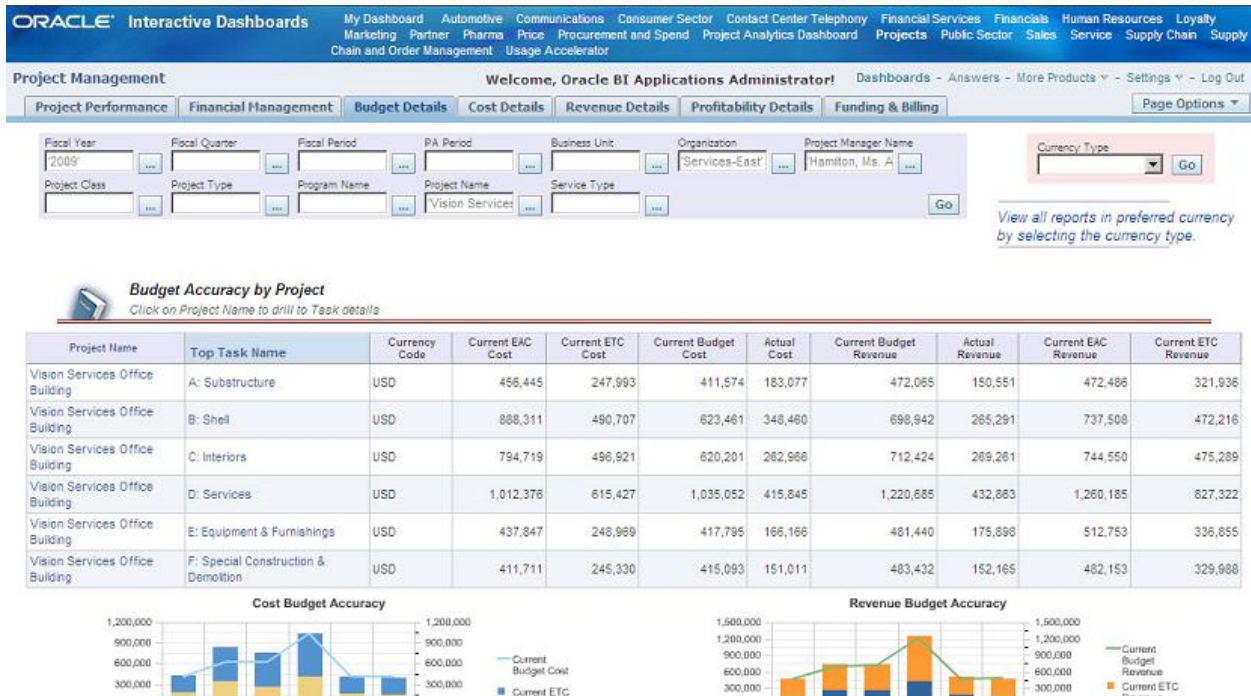 ORACLE Interactive Dashboards
My Dashboard Automotive Communications Consumer Sector Contact Center Telephony Financial Services Financials Human Resources Loyalty
Marketing Partner Pharma Price Procurement and Spend Project Analytics Dashboard Projects Public Sector Sales Service Supply Chain Supply
Chain and Order Management Usage Accelerator
Project Management
Welcome, Oracle BI Applications Administrator! Dashboards - Answers - More Products - Settings - Log Out
Project Performance Financial Management Budget Details Cost Details Revenue Details Profitability Details Funding & Billing Page Options
Fiscal Year Fiscal Quarter Fiscal Period PA Period Business Unit Organization Project Manager Name
'2009' ... ... ... ... ... 'Services-East' ... 'Hamilton, Ms. A ...
Project Class Project Type Program Name Project Name Service Type
... ... ... 'Vision Services ... ... Go
Currency Type
Go
View all reports in preferred currency
by selecting the currency type.
Budget Accuracy by Project
Click on Project Name to drill to Task details
Project Name Top Task Name Currency Code Current EAC Cost Current ETC Cost Current Budget Cost Actual Cost Current Budget Revenue Actual Revenue Current EAC Revenue Current ETC Revenue
Vision Services Office Building A: Substructure USD 456,445 247,993 411,574 183,077 472,065 150,551 472,486 321,936
Vision Services Office Building B: Shell USD 888,311 490,707 623,461 348,460 698,942 265,291 737,508 472,216
Vision Services Office Building C: Interiors USD 794,719 496,921 620,201 262,966 712,424 269,261 744,550 475,289
Vision Services Office Building D: Services USD 1,012,376 615,427 1,035,052 415,845 1,220,685 432,863 1,260,185 827,322
Vision Services Office Building E: Equipment & Furnishings USD 437,847 248,969 417,795 166,166 481,440 175,898 512,753 336,855
Vision Services Office Building F: Special Construction & Demolition USD 411,711 245,330 415,093 151,011 483,432 152,165 482,153 329,988
Cost Budget Accuracy
1,200,000 1,200,000
900,000 900,000
600,000 600,000
300,000 300,000
Current
Budget Cost
Current ETC
Revenue Budget Accuracy
1,500,000 1,500,000
1,200,000 1,200,000
900,000 900,000
600,000 600,000
300,000 300,000
Current
Budget
Revenue
Current ETC